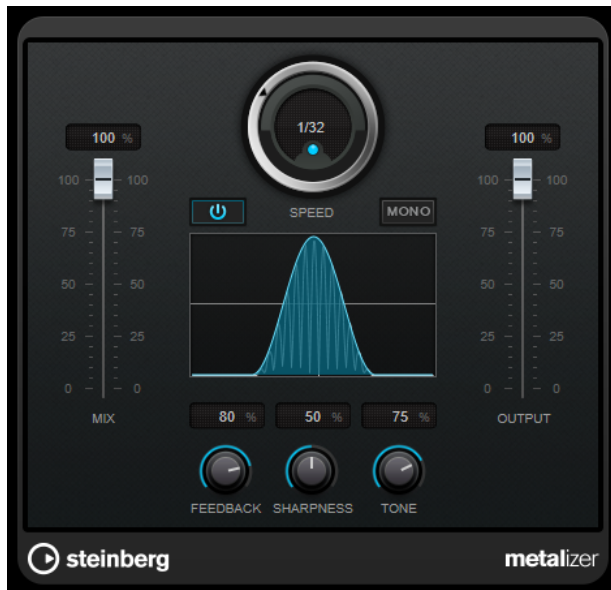 1/32
100 %
100 %
SPEED
MONO
100 100
75 75
50 50
25 25
0 0
MIX
100 100
75 75
50 50
25 25
0 0
OUTPUT
80 %
50 %
75 %
FEEDBACK
SHARPNESS
TONE
steinberg
metalizer